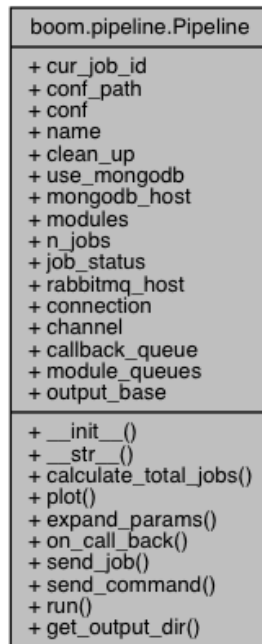 boom.pipeline.Pipeline
+ cur_job_id
+ conf_path
+ conf
+ name
+ clean_up
+ use_mongodb
+ mongodb_host
+ modules
+ n_jobs
+ job_status
+ rabbitmq_host
+ connection
+ channel
+ callback_queue
+ module_queues
+ output_base
+ __init__()
+ __str__()
+ calculate_total_jobs()
+ plot()
+ expand_params()
+ on_call_back()
+ send_job()
+ send_command()
+ run()
+ get_output_dir()